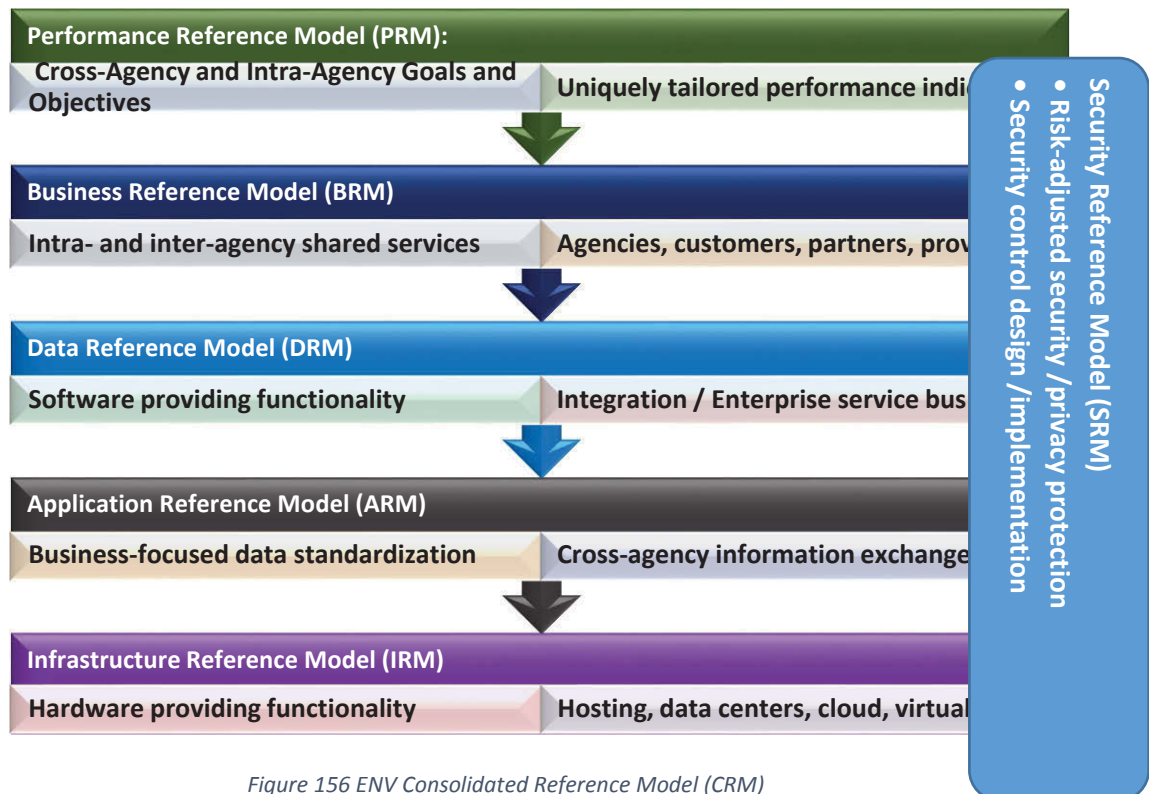 Performance Reference Model (PRM):
Cross-Agency and Intra-Agency Goals and
Objectives
Uniquely tailored performance indic
Business Reference Model (BRM)
Intra- and inter-agency shared services
Agencies, customers, partners, prov
Data Reference Model (DRM)
Software providing functionality
Integration / Enterprise service bus
Application Reference Model (ARM)
Business-focused data standardization
Cross-agency information exchange
Infrastructure Reference Model (IRM)
Hardware providing functionality
Hosting, data centers, cloud, virtual
Security Reference Model (SRM)
• Risk-adjusted security /privacy protection
• Security control design /implementation
Figure 156 ENV Consolidated Reference Model (CRM)